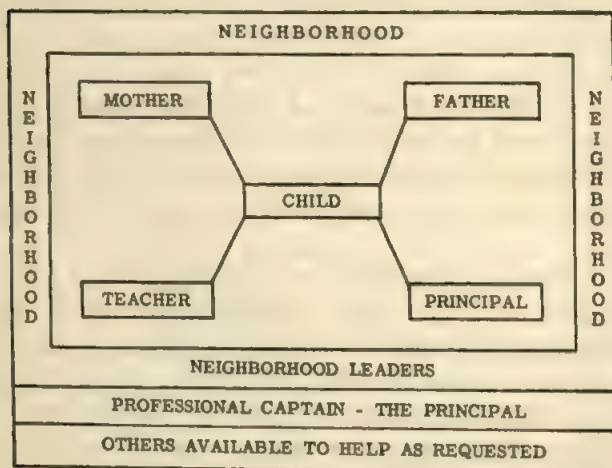 NEIGHBORHOOD
NEIGHBORHOOD
NEIGHBORHOOD
MOTHER
FATHER
CHILD
TEACHER
PRINCIPAL
NEIGHBORHOOD LEADERS
PROFESSIONAL CAPTAIN - THE PRINCIPAL
OTHERS AVAILABLE TO HELP AS REQUESTED